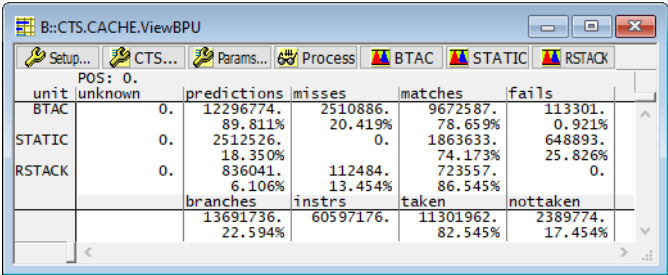 B::CTS.CACHE.ViewBPU
Setup... CTS... Params... Process BTAC STATIC RSTACK
POS: 0.
unit unknown predictions misses matches fails
BTAC 0. 12296774. 2510886. 9672587. 113301.
89.811% 20.419% 78.659% 0.921%
STATIC 0. 2512526. 0. 1863633. 648893.
18.350% 74.173% 25.826%
RSTACK 0. 836041. 112484. 723557. 0.
6.106% 13.454% 86.545%
branches instrs taken nottaken
13691736. 60597176. 11301962. 2389774.
22.594% 82.545% 17.454%